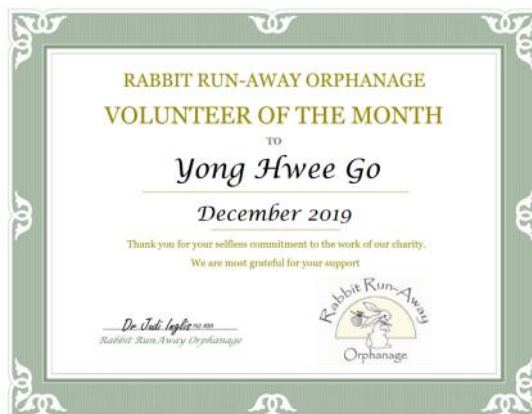 RABBIT RUN-AWAY ORPHANAGE
VOLUNTEER OF THE MONTH
TO
Yong Hwee Go
December 2019
Thank you for your selfless commitment to the work of our charity.
We are most grateful for your support
Dr Judi Inglis
Rabbit Run Away Orphanage
Rabbit Run-Away
Orphanage